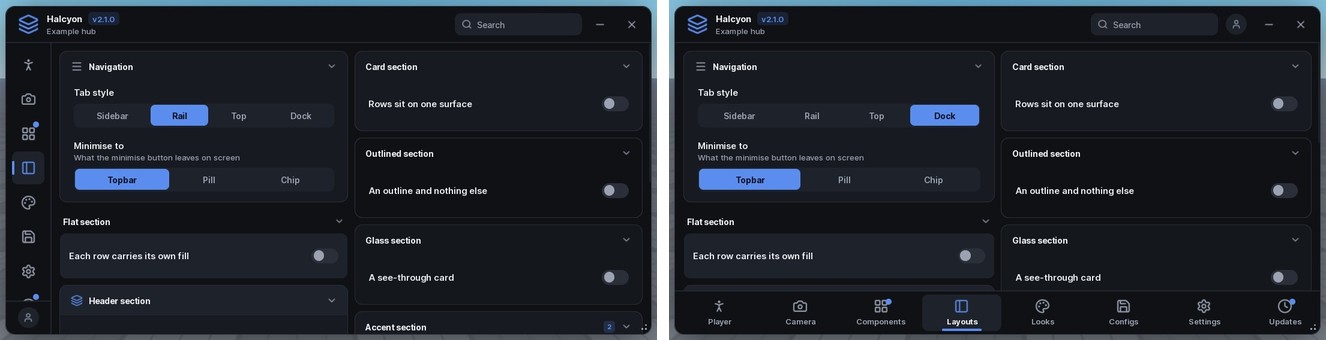 Halcyon v2.1.0
Example hub
Search
Navigation
Tab style
Sidebar Rail Top Dock
Minimise to
What the minimise button leaves on screen
Topbar Pill Chip
Flat section
Each row carries its own fill
Header section
Card section
Rows sit on one surface
Outlined section
An outline and nothing else
Glass section
A see-through card
Accent section 2
Halcyon v2.1.0
Example hub
Search
Navigation
Tab style
Sidebar Rail Top Dock
Minimise to
What the minimise button leaves on screen
Topbar Pill Chip
Flat section
Each row carries its own fill
Card section
Rows sit on one surface
Outlined section
An outline and nothing else
Glass section
A see-through card
Player Camera Components Layouts Looks Configs Settings Updates